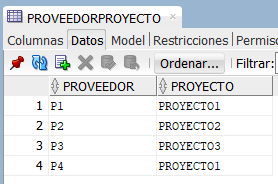 PROVEEDORPROYECTO ×
Columnas Datos Model Restricciones Permiso
Ordenar... Filtrar:
PROVEEDOR PROYECTO
1 P1 PROYECTO1
2 P2 PROYECTO2
3 P3 PROYECTO3
4 P4 PROYECTO1